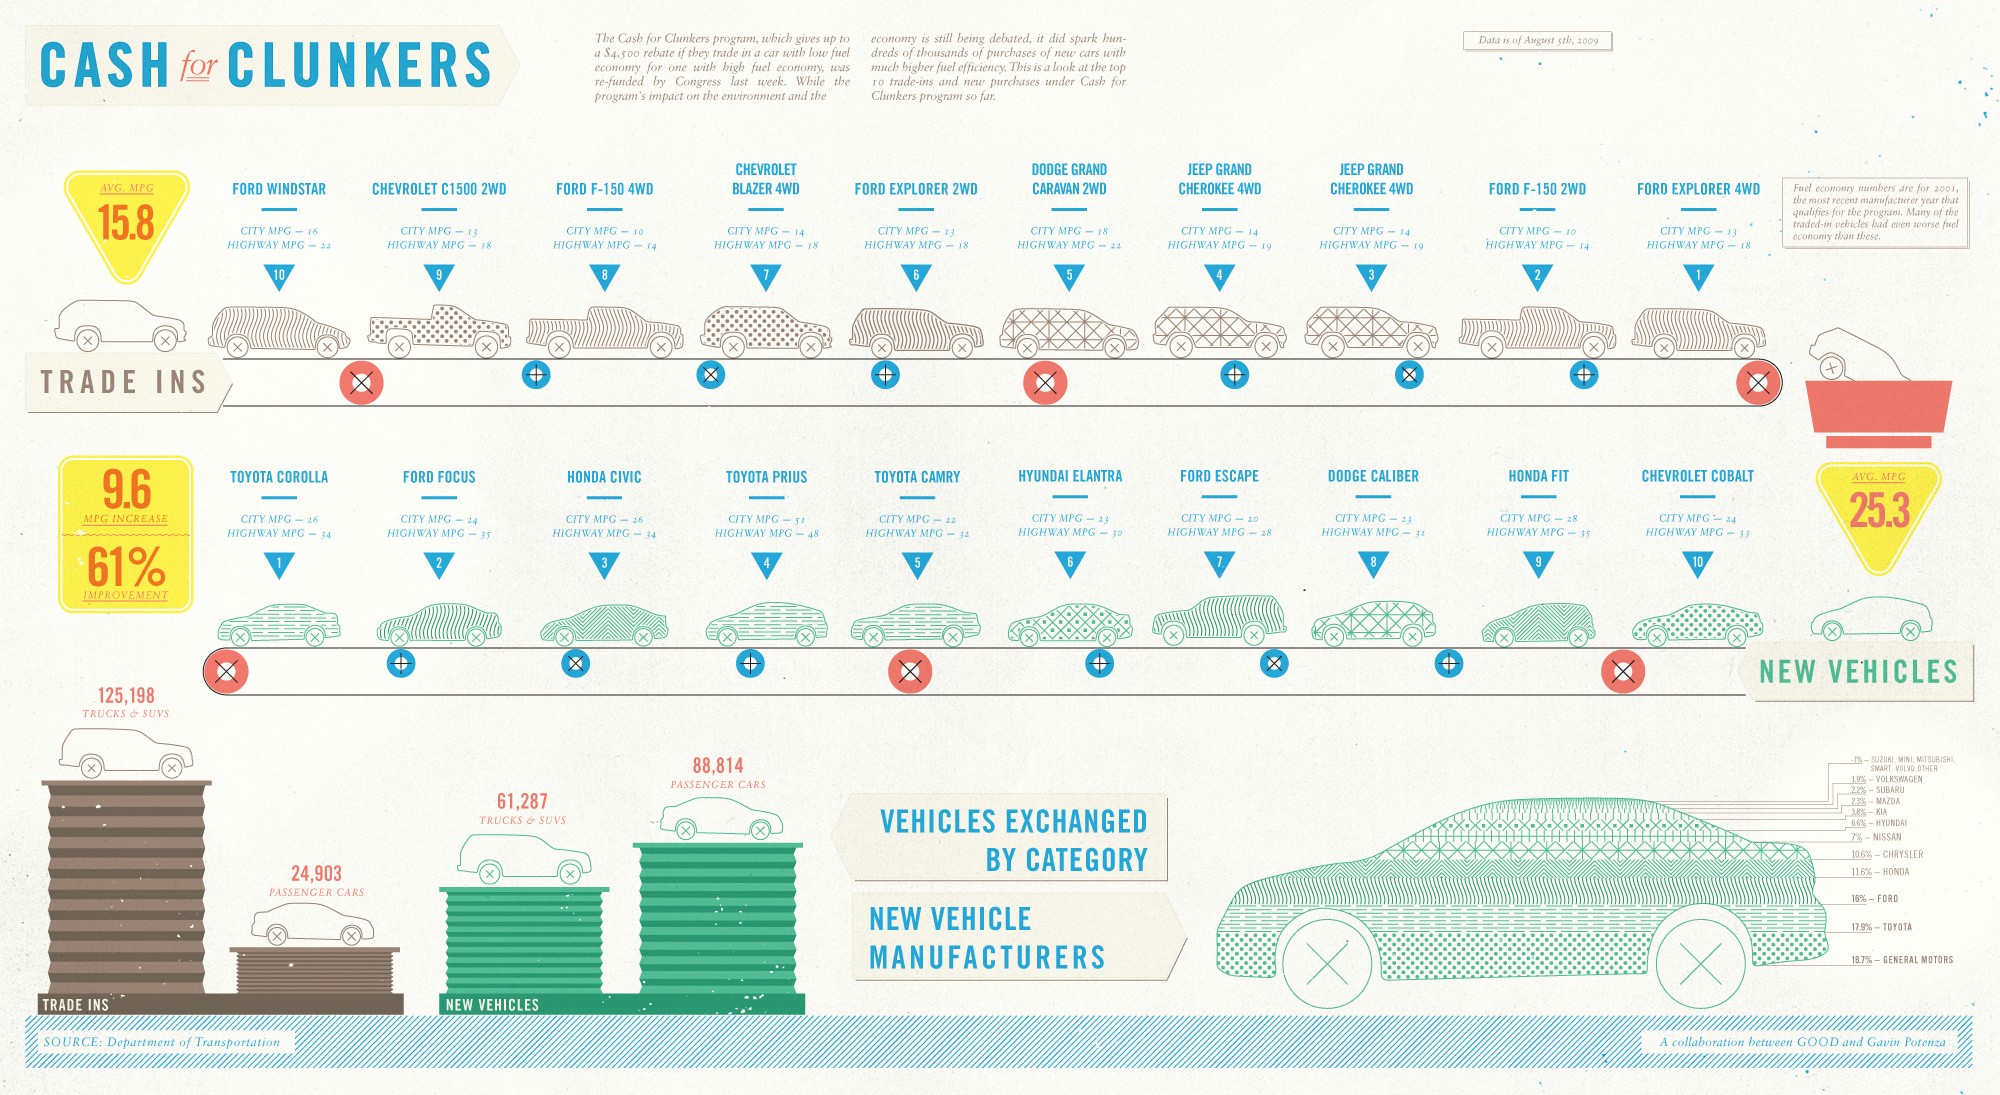 CASH for CLUNKERS
The Cash for Clunkers program, which gives up to
a $4,500 rebate if they trade in a car with low fuel
economy for one with high fuel economy, was
re-funded by Congress last week. While the
program's impact on the environment and the
economy is still being debated, it did spark hun-
dreds of thousands of purchases of new cars with
much higher fuel efficiency. This is a look at the top
10 trade-ins and new purchases under Cash for
Clunkers program so far.
Data is of August 5th, 2009
AVG. MPG
15.8
FORD WINDSTAR
CITY MPG — 16
HIGHWAY MPG — 22
10
CHEVROLET C1500 2WD
CITY MPG — 13
HIGHWAY MPG — 18
9
FORD F-150 4WD
CITY MPG — 10
HIGHWAY MPG — 14
8
CHEVROLET
BLAZER 4WD
CITY MPG — 14
HIGHWAY MPG — 18
7
FORD EXPLORER 2WD
CITY MPG — 13
HIGHWAY MPG — 18
6
DODGE GRAND
CARAVAN 2WD
CITY MPG — 18
HIGHWAY MPG — 22
5
JEEP GRAND
CHEROKEE 4WD
CITY MPG — 14
HIGHWAY MPG — 19
4
JEEP GRAND
CHEROKEE 4WD
CITY MPG — 14
HIGHWAY MPG — 19
3
FORD F-150 2WD
CITY MPG — 10
HIGHWAY MPG — 14
2
FORD EXPLORER 4WD
CITY MPG — 13
HIGHWAY MPG — 18
1
Fuel economy numbers are for 2001,
the most recent manufacturer year that
qualifies for the program. Many of the
traded-in vehicles had even worse fuel
economy than these.
TRADE INS
9.6
MPG INCREASE
61%
IMPROVEMENT
TOYOTA COROLLA
CITY MPG — 26
HIGHWAY MPG — 34
1
FORD FOCUS
CITY MPG — 24
HIGHWAY MPG — 35
2
HONDA CIVIC
CITY MPG — 26
HIGHWAY MPG — 34
3
TOYOTA PRIUS
CITY MPG — 51
HIGHWAY MPG — 48
4
TOYOTA CAMRY
CITY MPG — 22
HIGHWAY MPG — 32
5
HYUNDAI ELANTRA
CITY MPG — 23
HIGHWAY MPG — 30
6
FORD ESCAPE
CITY MPG — 20
HIGHWAY MPG — 28
7
DODGE CALIBER
CITY MPG — 23
HIGHWAY MPG — 31
8
HONDA FIT
CITY MPG — 28
HIGHWAY MPG — 35
9
CHEVROLET COBALT
CITY MPG — 24
HIGHWAY MPG — 33
10
AVG. MPG
25.3
NEW VEHICLES
125,198
TRUCKS & SUVS
24,903
PASSENGER CARS
TRADE INS
61,287
TRUCKS & SUVS
88,814
PASSENGER CARS
NEW VEHICLES
VEHICLES EXCHANGED
BY CATEGORY
NEW VEHICLE
MANUFACTURERS
-1% — SUZUKI, MINI, MITSUBISHI,
SMART, VOLVO, OTHER
1.9% — VOLKSWAGEN
2.2% — SUBARU
2.3% — MAZDA
3.8% — KIA
6.6% — HYUNDAI
7% — NISSAN
10.6% — CHRYSLER
11.6% — HONDA
16% — FORD
17.9% — TOYOTA
18.7% — GENERAL MOTORS
SOURCE: Department of Transportation
A collaboration between GOOD and Gavin Potenza